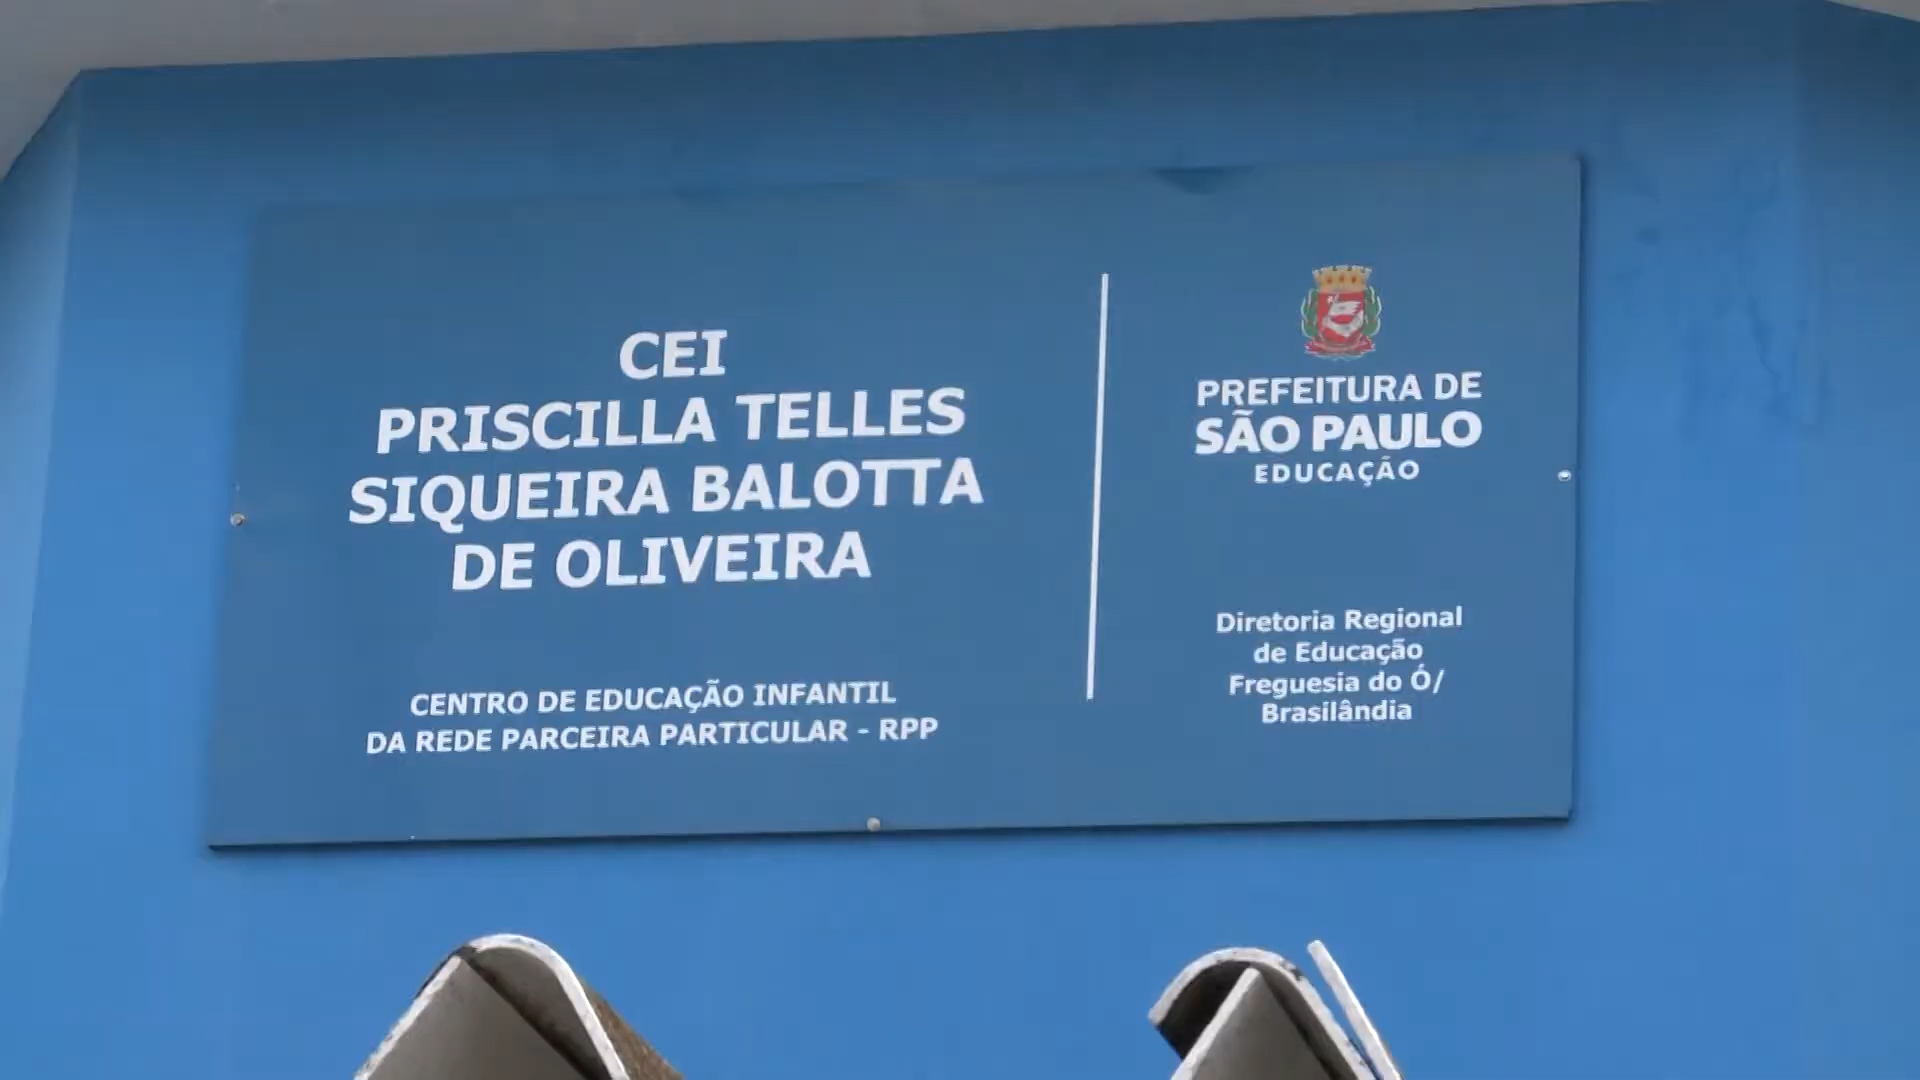 CEI
PRISCILLA TELLES
SIQUEIRA BALOTTA
DE OLIVEIRA
CENTRO DE EDUCAÇÃO INFANTIL
DA REDE PARCEIRA PARTICULAR - RPP
PREFEITURA DE
SÃO PAULO
EDUCAÇÃO
Diretoria Regional
de Educação
Freguesia do Ó/
Brasilândia